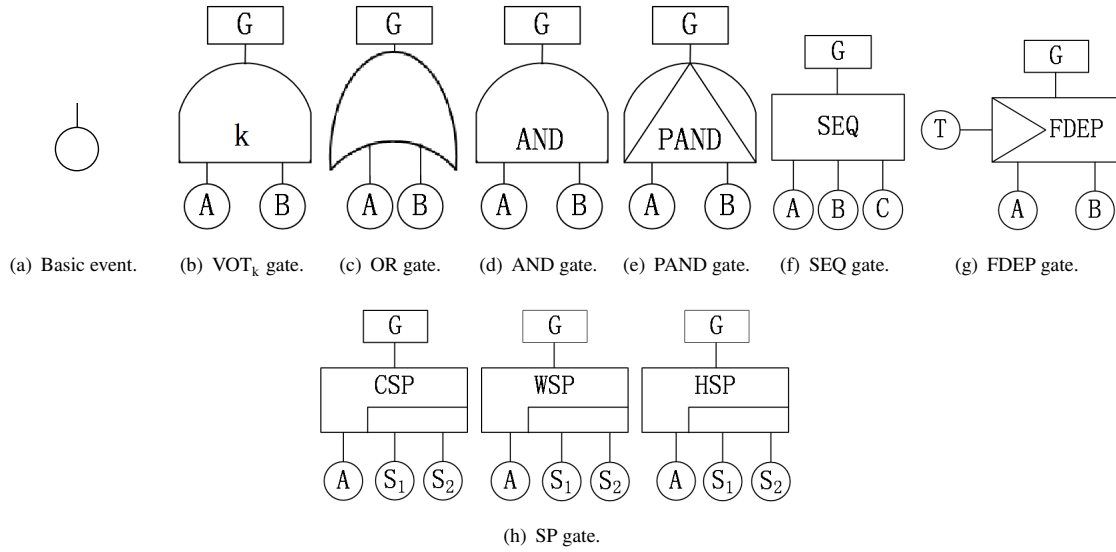 G G G G G G
k AND PAND SEQ T FDEP
A B A B A B A B A B C A B
(a) Basic event. (b) VOTk gate. (c) OR gate. (d) AND gate. (e) PAND gate. (f) SEQ gate. (g) FDEP gate.
G G G
CSP WSP HSP
A S1 S2 A S1 S2 A S1 S2
(h) SP gate.